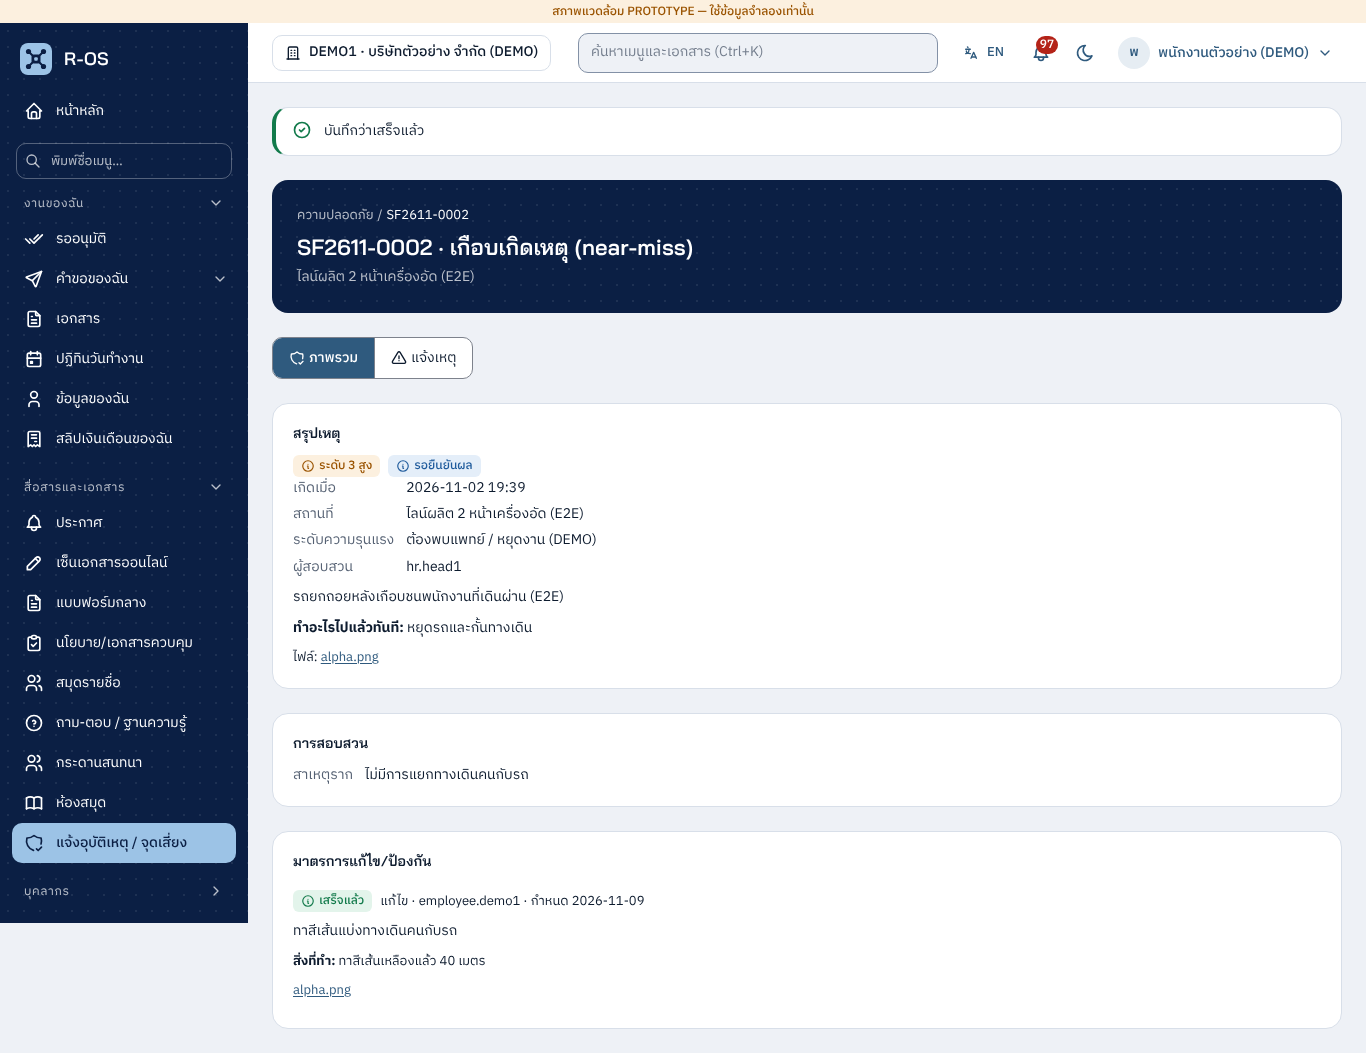 สภาพแวดล้อม PROTOTYPE — ใช้ข้อมูลจำลองเท่านั้น
R-OS
DEMO1 · บริษัทตัวอย่าง จำกัด (DEMO)
ค้นหาเมนูและเอกสาร (Ctrl+K)
EN
97
พ
พนักงานตัวอย่าง (DEMO)
หน้าหลัก
พิมพ์ชื่อเมนู...
งานของฉัน
รออนุมัติ
คำขอของฉัน
เอกสาร
ปฏิทินวันทำงาน
ข้อมูลของฉัน
สลิปเงินเดือนของฉัน
สื่อสารและเอกสาร
ประกาศ
เซ็นเอกสารออนไลน์
แบบฟอร์มกลาง
นโยบาย/เอกสารควบคุม
สมุดรายชื่อ
ถาม-ตอบ / ฐานความรู้
กระดานสนทนา
ห้องสมุด
แจ้งอุบัติเหตุ / จุดเสี่ยง
บุคลากร
บันทึกว่าเสร็จแล้ว
ความปลอดภัย / SF2611-0002
SF2611-0002 · เกือบเกิดเหตุ (near-miss)
ไลน์ผลิต 2 หน้าเครื่องอัด (E2E)
ภาพรวม
แจ้งเหตุ
สรุปเหตุ
ระดับ 3 สูง
รอยืนยันผล
เกิดเมื่อ 2026-11-02 19:39
สถานที่ ไลน์ผลิต 2 หน้าเครื่องอัด (E2E)
ระดับความรุนแรง ต้องพบแพทย์ / หยุดงาน (DEMO)
ผู้สอบสวน hr.head1
รถยกถอยหลังเกือบชนพนักงานที่เดินผ่าน (E2E)
ทำอะไรไปแล้วทันที: หยุดรถและกั้นทางเดิน
ไฟล์: alpha.png
การสอบสวน
สาเหตุราก ไม่มีการแยกทางเดินคนกับรถ
มาตรการแก้ไข/ป้องกัน
เสร็จแล้ว แก้ไข · employee.demo1 · กำหนด 2026-11-09
ทาสีเส้นแบ่งทางเดินคนกับรถ
สิ่งที่ทำ: ทาสีเส้นเหลืองแล้ว 40 เมตร
alpha.png